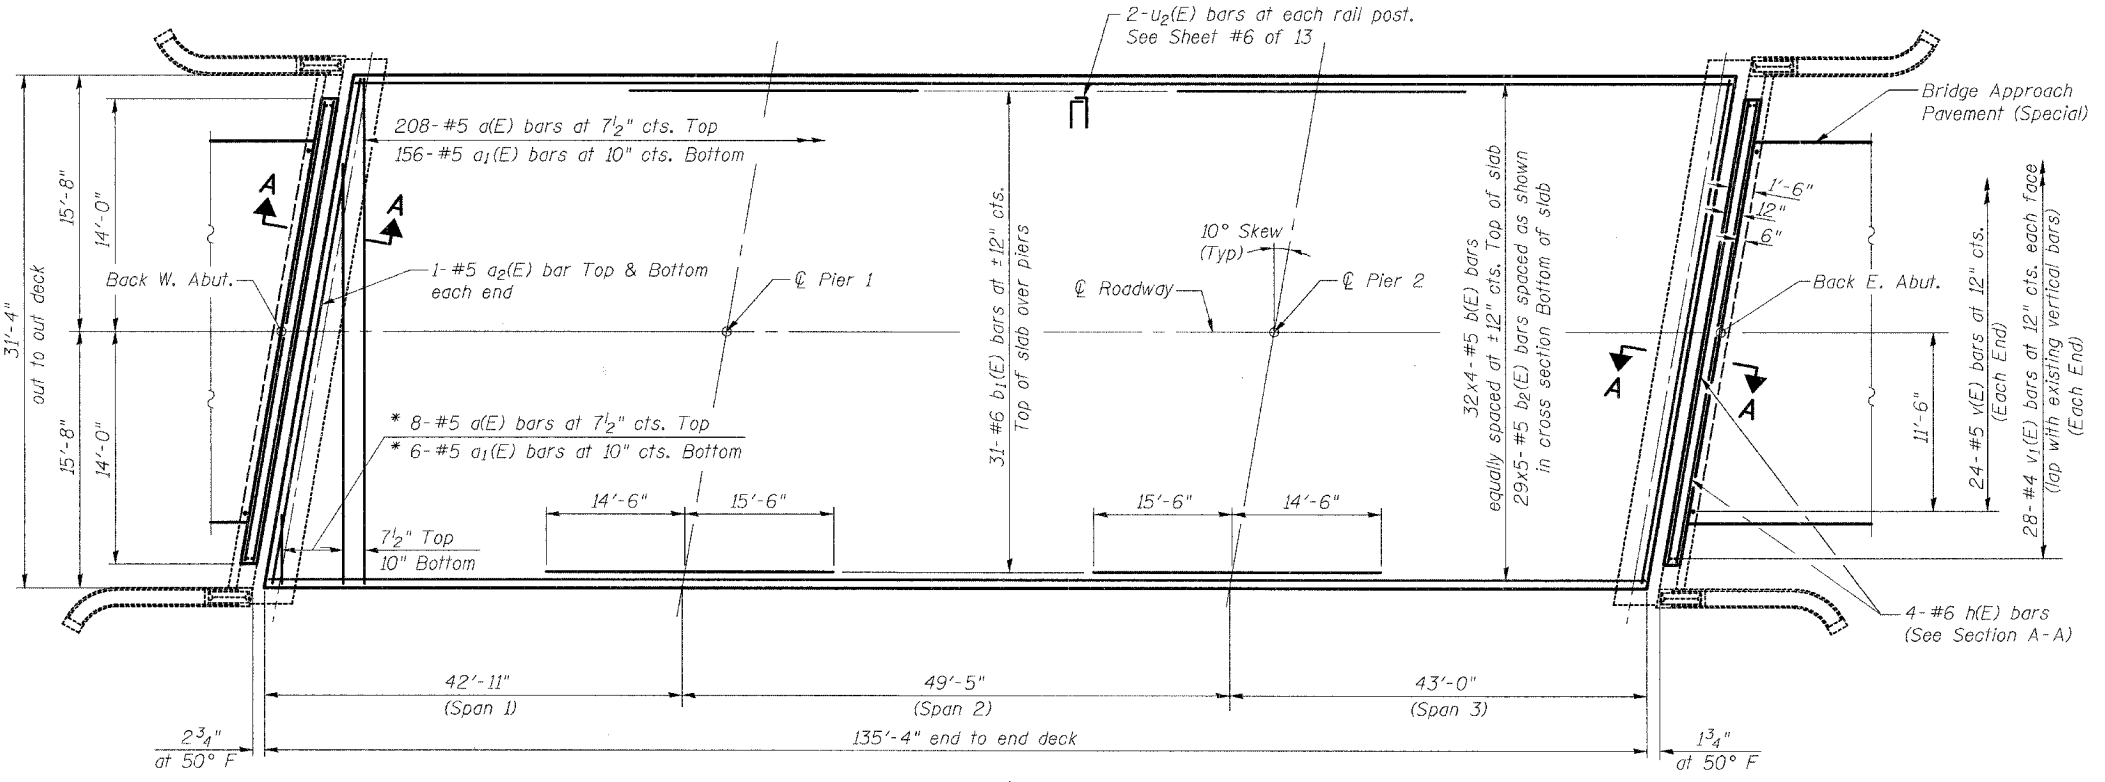 2-u2(E) bars at each rail post.
See Sheet #6 of 13
Bridge Approach
Pavement (Special)
208-#5 a(E) bars at 7½" cts. Top
156-#5 a1(E) bars at 10" cts. Bottom
31'-4"
out to out deck
15'-8"
14'-0"
15'-8"
14'-0"
A
A
Back W. Abut.
1-#5 a2(E) bar Top & Bottom
each end
℄ Pier 1
31-#6 b1(E) bars at ±12" cts.
Top of slab over piers
10° Skew
(Typ)
℄ Roadway
℄ Pier 2
32x4-#5 b(E) bars
equally spaced at ±12" cts. Top of slab
29x5-#5 b2(E) bars spaced as shown
in cross section Bottom of slab
1'-6"
12"
6"
Back E. Abut.
A
A
11'-6"
24-#5 v(E) bars at 12" cts.
(Each End)
28-#4 v1(E) bars at 12" cts. each face
(lap with existing vertical bars)
(Each End)
* 8-#5 a(E) bars at 7½" cts. Top
* 6-#5 a1(E) bars at 10" cts. Bottom
14'-6"
15'-6"
15'-6"
14'-6"
7½" Top
10" Bottom
4-#6 h(E) bars
(See Section A-A)
42'-11"
(Span 1)
49'-5"
(Span 2)
43'-0"
(Span 3)
2¾"
at 50° F
135'-4" end to end deck
1¾"
at 50° F